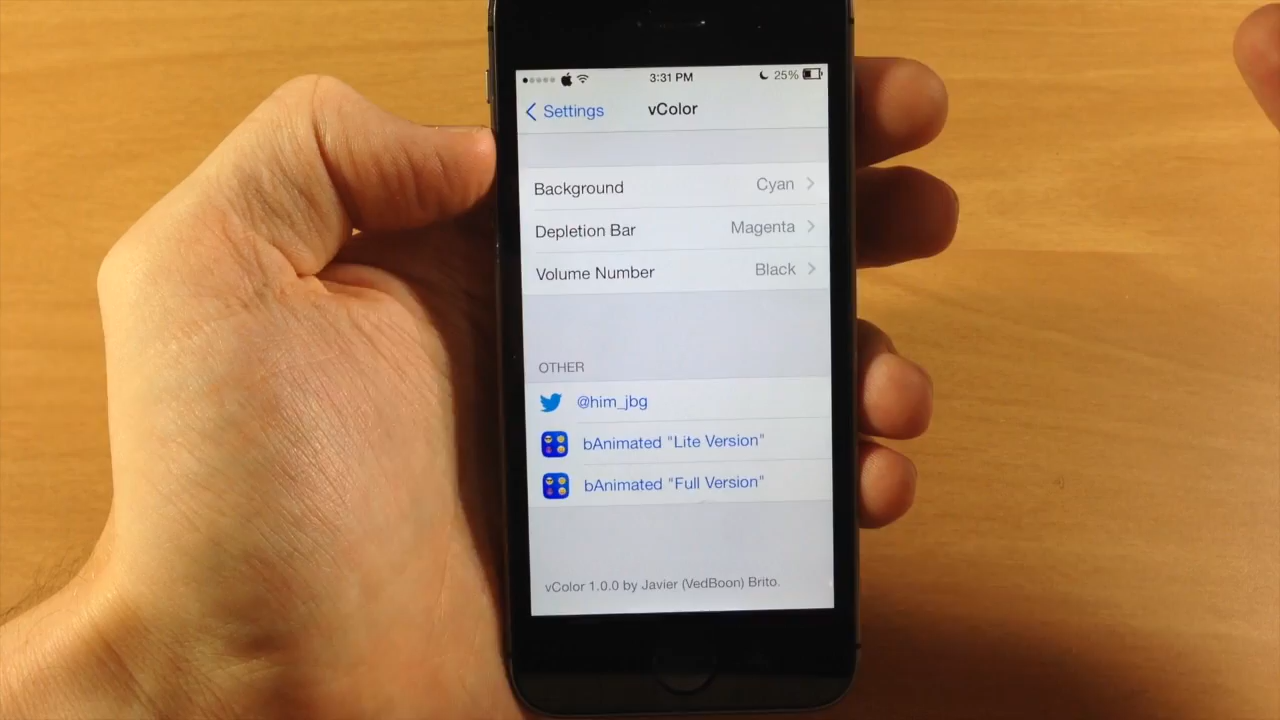 3:31 PM 25%
Settings vColor
Background Cyan
Depletion Bar Magenta
Volume Number Black
OTHER
@him_jbg
bAnimated "Lite Version"
bAnimated "Full Version"
vColor 1.0.0 by Javier (VedBoon) Brito.